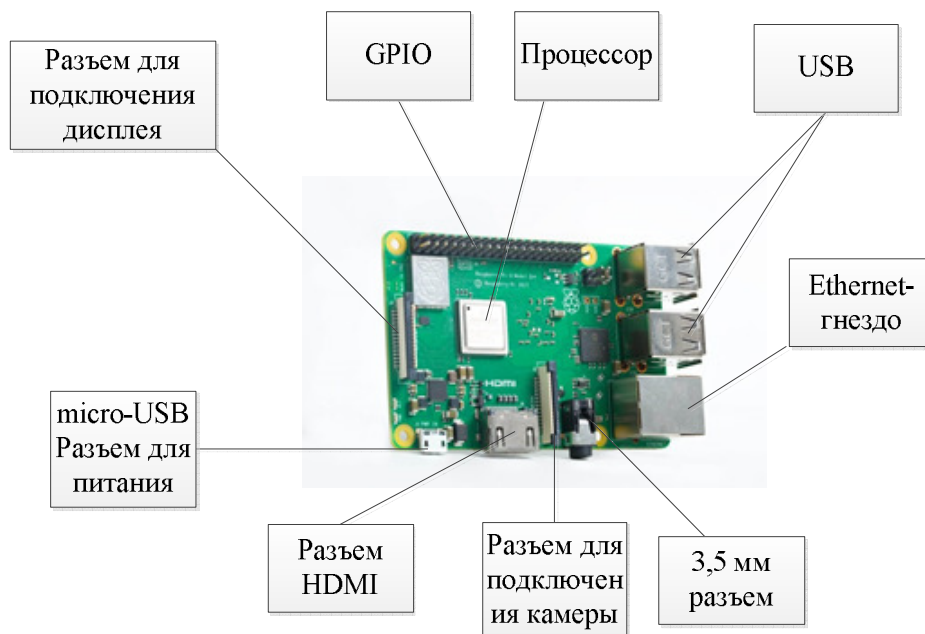 GPIO
Процессор
USB
Разъем для
подключения
дисплея
Ethernet-
гнездо
micro-USB
Разъем для
питания
HDMI
Разъем
HDMI
Разъем для
подключен
ия камеры
3,5 мм
разъем